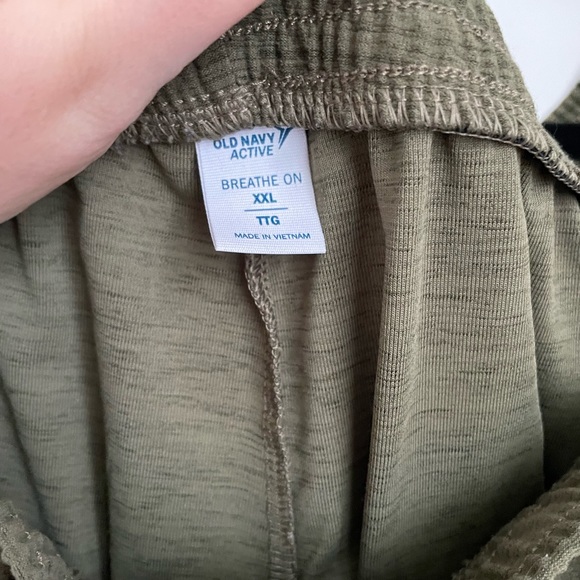 OLD NAVY
ACTIVE
BREATHE ON
XXL
TTG
MADE IN VIETNAM